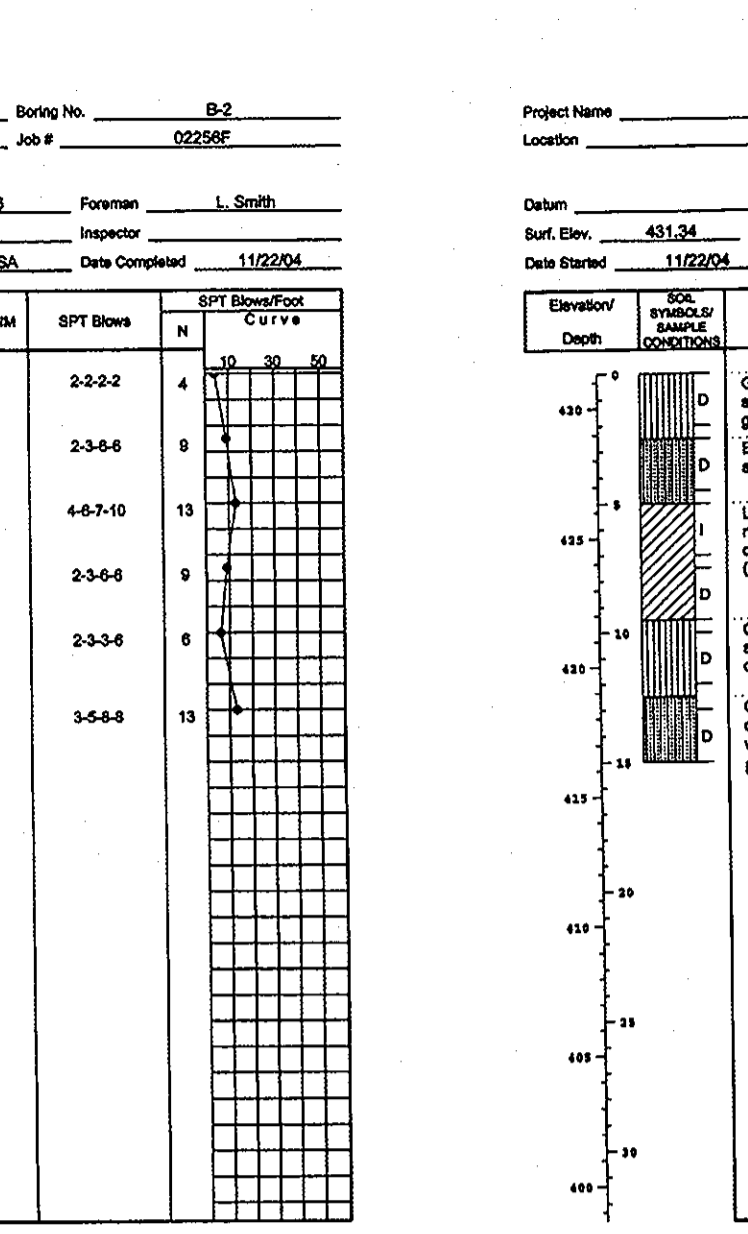 Boring No. B-2
Job # 02256F
Foreman L. Smith
Inspector
SA Date Completed 11/22/04
SPT Blows N SPT Blows/Foot
Curve
10 30 50
2-2-2-2 4
2-3-6-6 9
4-6-7-10 13
2-3-6-6 9
2-3-3-6 6
3-5-8-8 13
Project Name
Location
Datum
Surf. Elev. 431.34
Date Started 11/22/04
Elevation/
Depth
SOIL
SYMBOLS/
SAMPLE
CONDITIONS
0
430
D
D
5
425
I
D
10
420
D
D
15
415
20
410
25
405
30
400